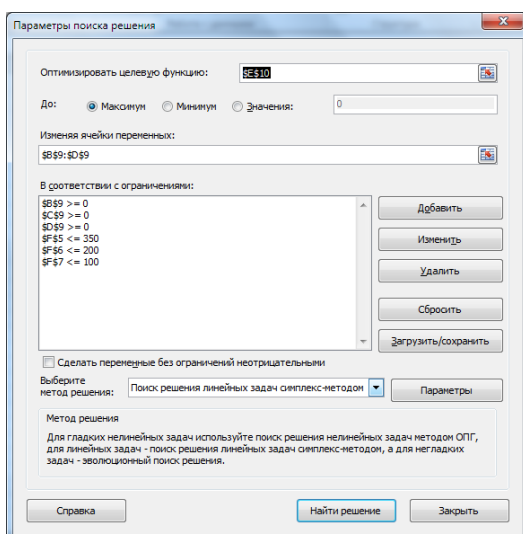 Параметры поиска решения
Оптимизировать целевую функцию: $E$10
До: Максимум Минимум Значения: 0
Изменяя ячейки переменных:
$B$9:$D$9
В соответствии с ограничениями:
$B$9 >= 0
$C$9 >= 0
$D$9 >= 0
$F$5 <= 350
$F$6 <= 200
$F$7 <= 100
Добавить
Изменить
Удалить
Сбросить
Загрузить/сохранить
Сделать переменные без ограничений неотрицательными
Выберите
метод решения: Поиск решения линейных задач симплекс-методом
Параметры
Метод решения
Для гладких нелинейных задач используйте поиск решения нелинейных задач методом ОПГ,
для линейных задач - поиск решения линейных задач симплекс-методом, а для негладких
задач - эволюционный поиск решения.
Справка Найти решение Закрыть